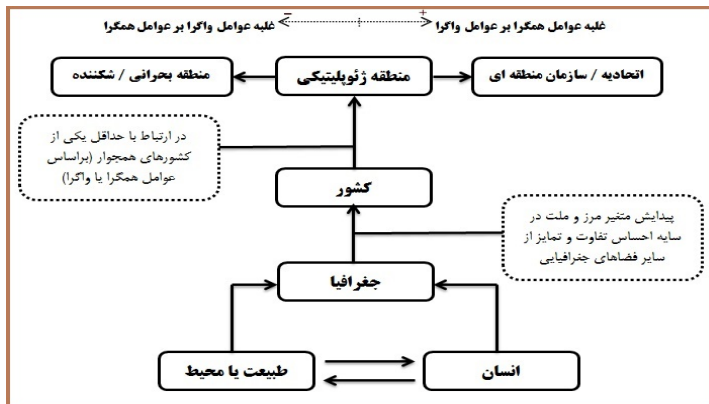 غلبه عوامل همگرا بر عوامل واگرا + - غلبه عوامل واگرا بر عوامل همگرا
اتحادیه / سازمان منطقه ای
منطقه ژئوپلیتیکی
منطقه بحرانی / شکننده
در ارتباط با حداقل یکی از
کشورهای همجوار (براساس
عوامل همگرا یا واگرا)
کشور
پیدایش متغیر مرز و ملت در
سایه احساس تفاوت و تمایز از
سایر فضاهای جغرافیایی
جغرافیا
انسان
طبیعت یا محیط